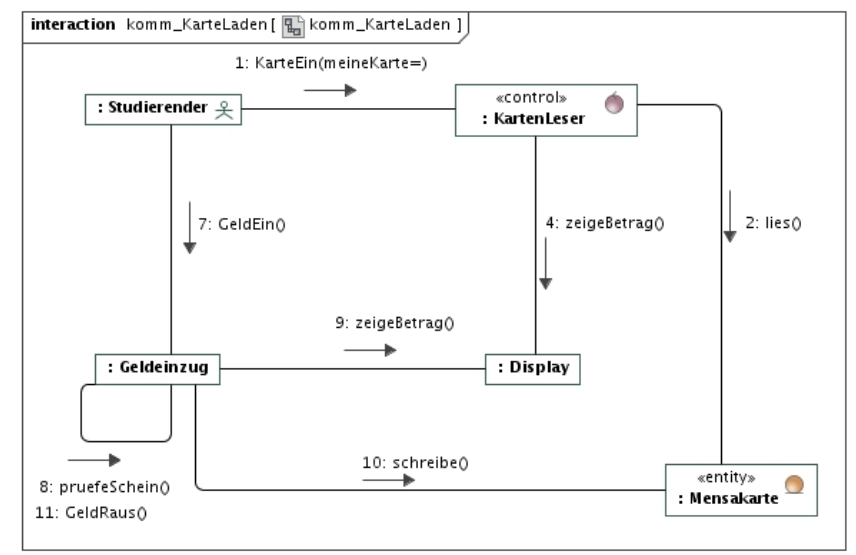 interaction komm_KarteLaden [ komm_KarteLaden ]
1: KarteEin(meineKarte=)
: Studierender
«control»
: KartenLeser
7: GeldEin()
4: zeigeBetrag()
2: lies()
9: zeigeBetrag()
: Geldeinzug
: Display
10: schreibe()
8: pruefeSchein()
11: GeldRaus()
«entity»
: Mensakarte